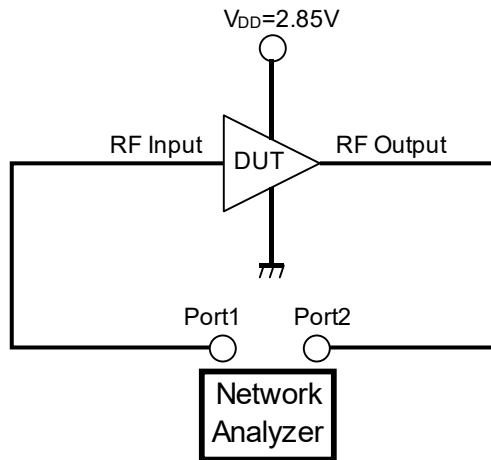 VDD=2.85V
RF Input
DUT
RF Output
Port1
Port2
Network
Analyzer